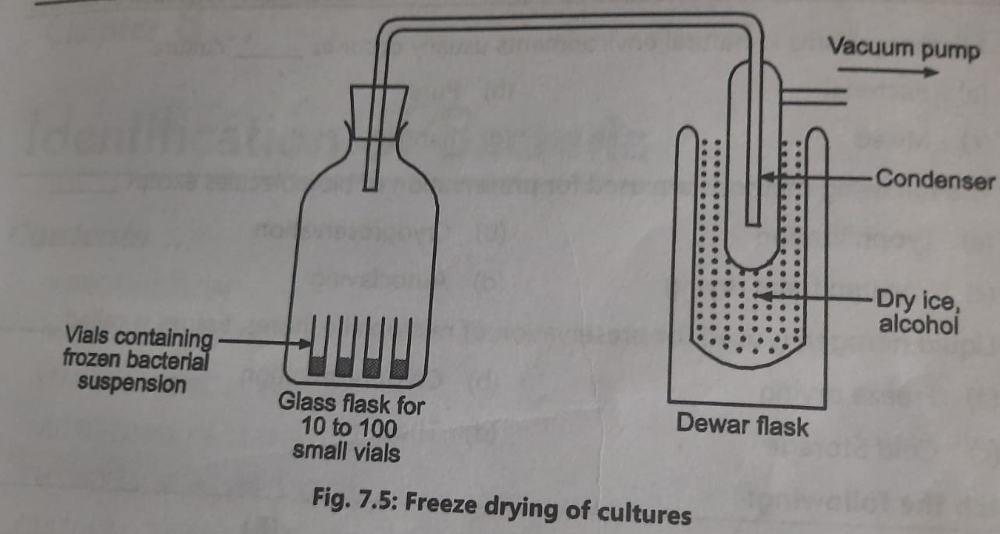 Vacuum pump
Condenser
Dry ice,
alcohol
Vials containing
frozen bacterial
suspension
Glass flask for
10 to 100
small vials
Dewar flask
Fig. 7.5: Freeze drying of cultures